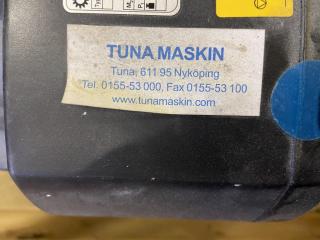 TUNA MASKIN
Tuna, 611 95 Nyköping
Tel. 0155-53 000, Fax 0155-53 100
www.tunamaskin.com